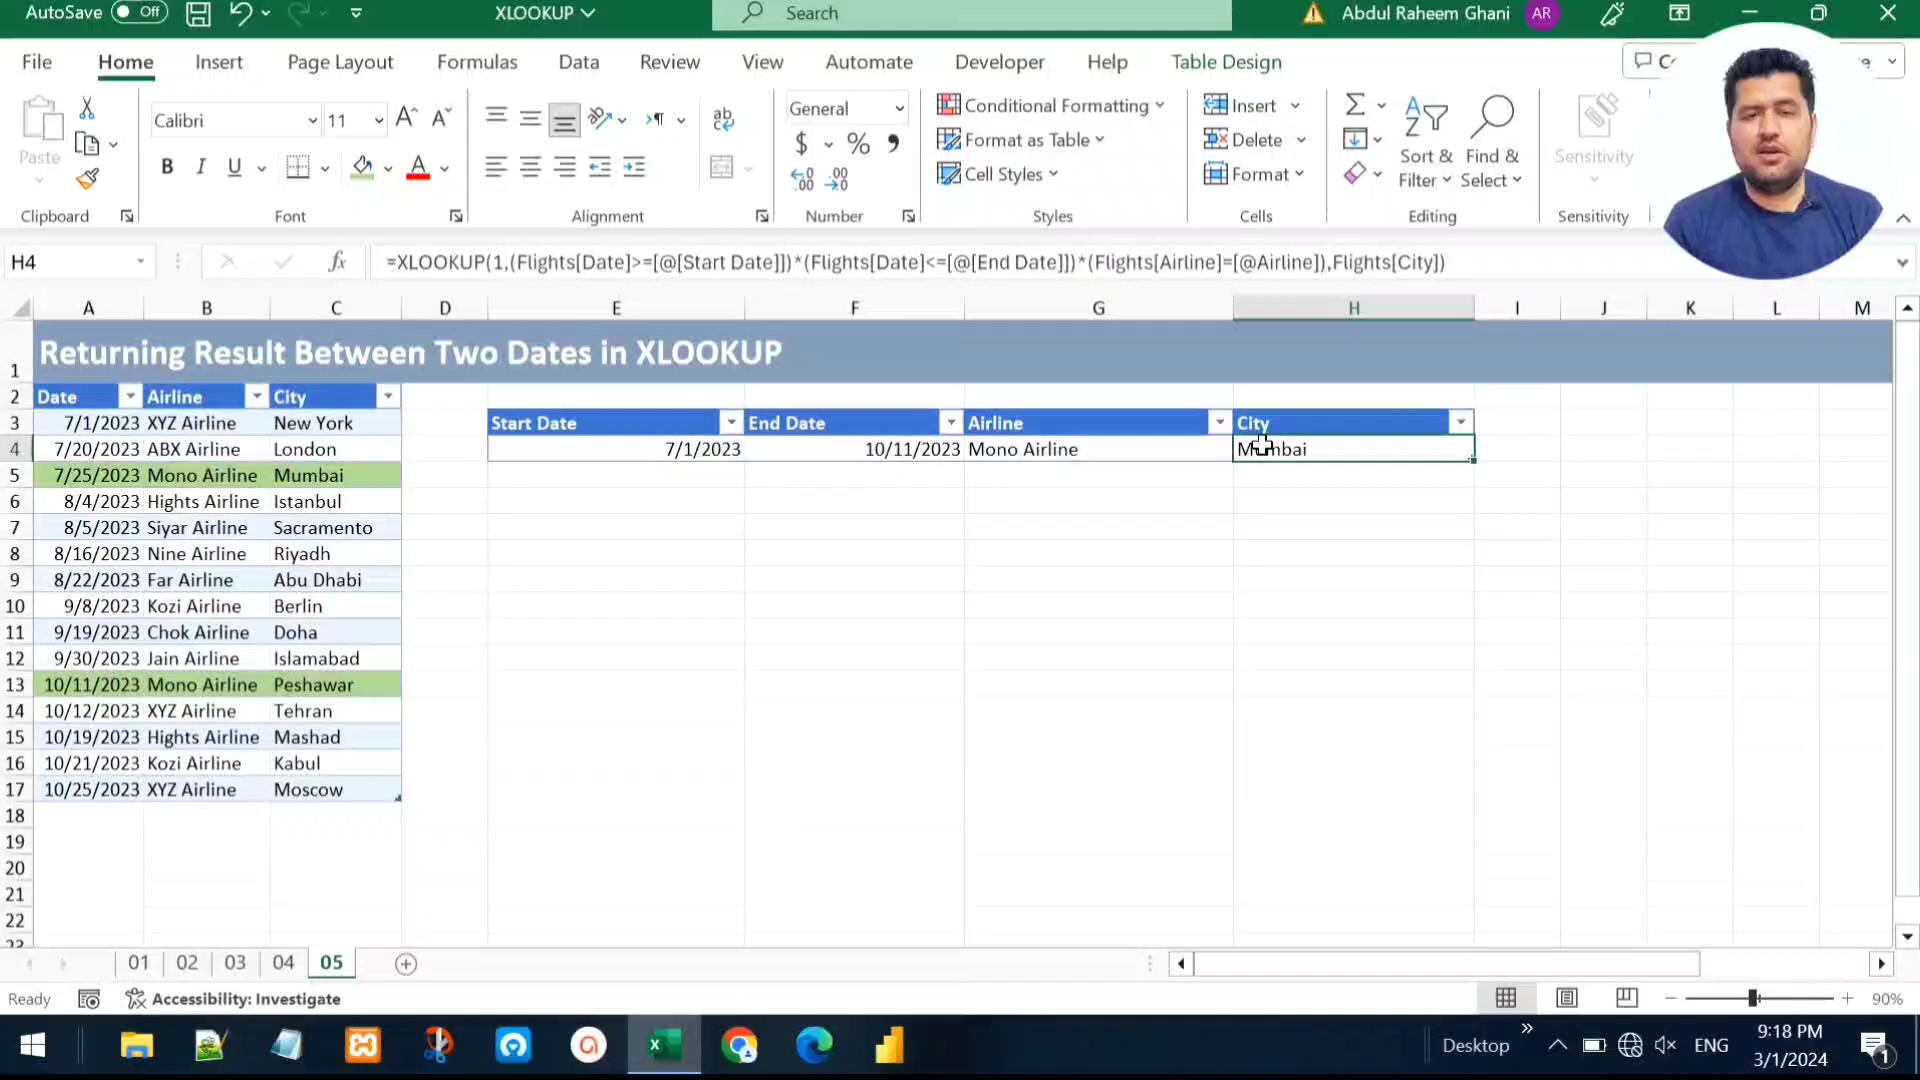 AutoSave Off XLOOKUP Search Abdul Raheem Ghani AR
File Home Insert Page Layout Formulas Data Review View Automate Developer Help Table Design
Calibri 11 General Conditional Formatting Insert
Paste Format as Table Delete Sort & Find & Sensitivity
B I U A $ % Cell Styles Format Filter Select
Clipboard Font Alignment Number Styles Cells Editing Sensitivity
H4 fx =XLOOKUP(1,(Flights[Date]>=[@[Start Date]])*(Flights[Date]<=[@[End Date]])*(Flights[Airline]=[@Airline]),Flights[City])
A B C D E F G H I J K L M
1 Returning Result Between Two Dates in XLOOKUP
2 Date Airline City
3 7/1/2023 XYZ Airline New York Start Date End Date Airline City
4 7/20/2023 ABX Airline London 7/1/2023 10/11/2023 Mono Airline Mumbai
5 7/25/2023 Mono Airline Mumbai
6 8/4/2023 Hights Airline Istanbul
7 8/5/2023 Siyar Airline Sacramento
8 8/16/2023 Nine Airline Riyadh
9 8/22/2023 Far Airline Abu Dhabi
10 9/8/2023 Kozi Airline Berlin
11 9/19/2023 Chok Airline Doha
12 9/30/2023 Jain Airline Islamabad
13 10/11/2023 Mono Airline Peshawar
14 10/12/2023 XYZ Airline Tehran
15 10/19/2023 Hights Airline Mashad
16 10/21/2023 Kozi Airline Kabul
17 10/25/2023 XYZ Airline Moscow
18
19
20
21
22
23
01 02 03 04 05
Ready Accessibility: Investigate 90%
Desktop ENG 9:18 PM
3/1/2024 1